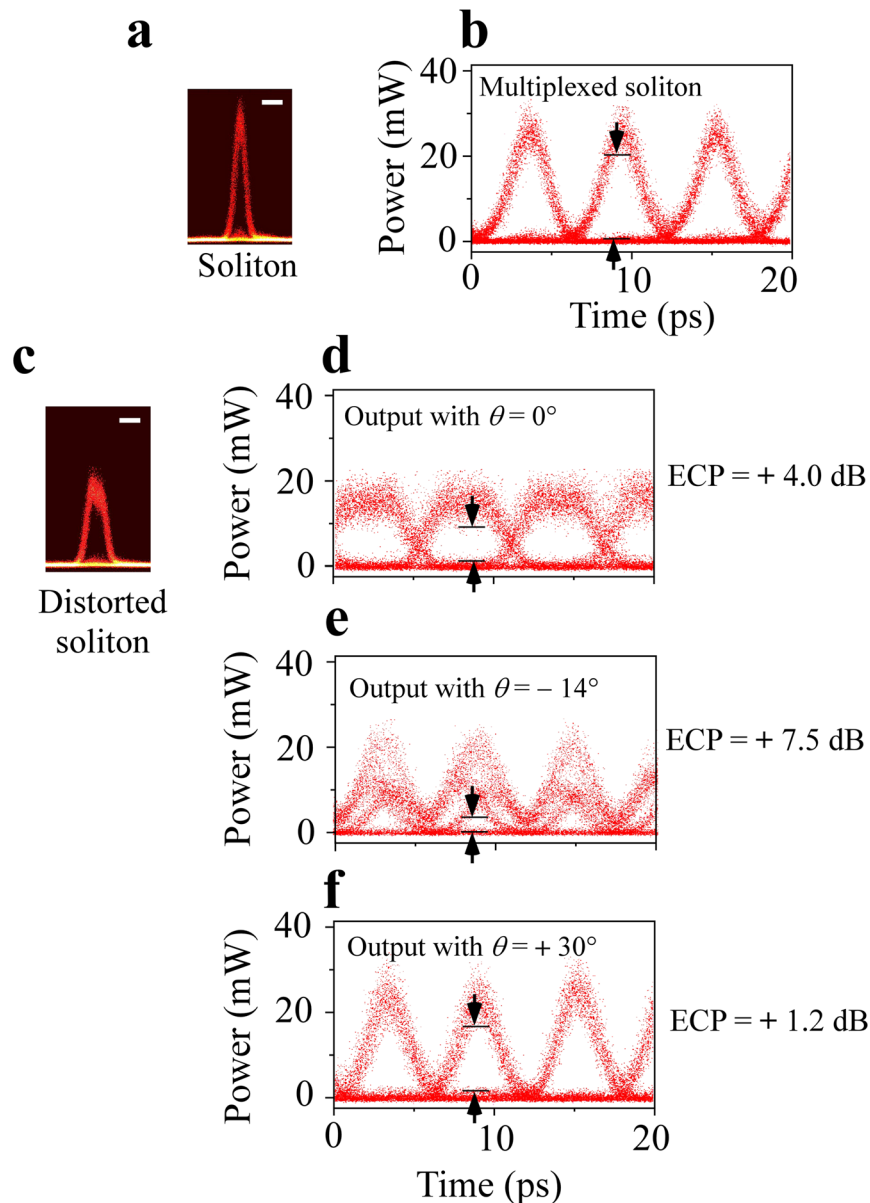 a
Soliton
b
Power (mW)
40
20
0
Multiplexed soliton
0 10 20
Time (ps)
c
Distorted
soliton
d
Power (mW)
40
20
0
Output with θ = 0°
ECP = + 4.0 dB
e
Power (mW)
40
20
0
Output with θ = – 14°
ECP = + 7.5 dB
f
Power (mW)
40
20
0
Output with θ = + 30°
ECP = + 1.2 dB
0 10 20
Time (ps)